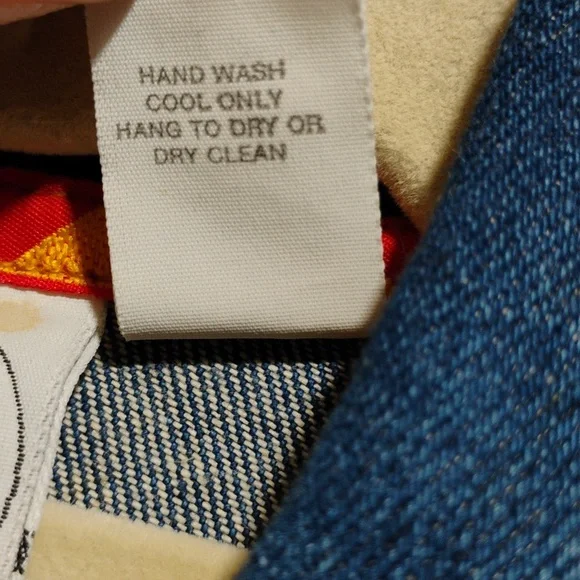 HAND WASH
COOL ONLY
HANG TO DRY OR
DRY CLEAN